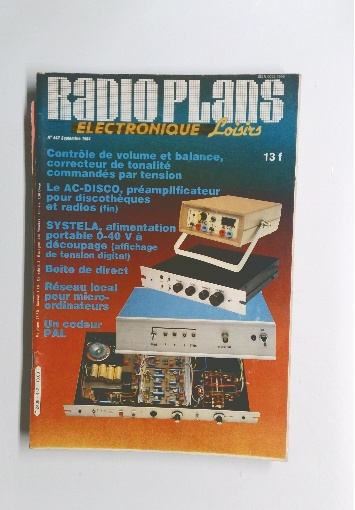 RADIO PLANS
ELECTRONIQUE Loisirs
Contrôle de volume et balance,
correcteur de tonalité
commandés par tension
13 f
Le AC-DISCO, préamplificateur
pour discothèques
et radios (fin)
SYSTELA, alimentation
portable 0-40 V à
découpage (affichage
de tension digital)
Boite de direct
Réseau local
pour micro-
ordinateurs
Un codeur
PAL